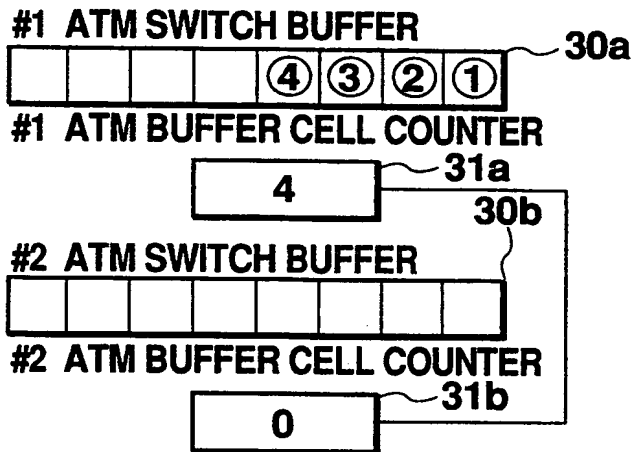 #1 ATM SWITCH BUFFER
30a
④ ③ ② ①
#1 ATM BUFFER CELL COUNTER
31a
4
30b
#2 ATM SWITCH BUFFER
#2 ATM BUFFER CELL COUNTER
31b
0